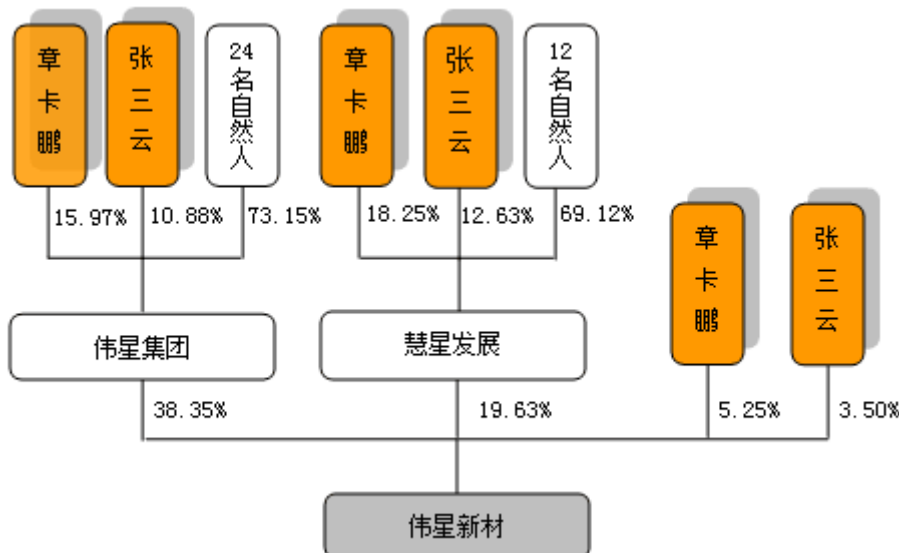 章卡鹏
张三云
24名自然人
章卡鹏
张三云
12名自然人
15.97%
10.88%
73.15%
18.25%
12.63%
69.12%
章卡鹏
张三云
伟星集团
慧星发展
38.35%
19.63%
5.25%
3.50%
伟星新材